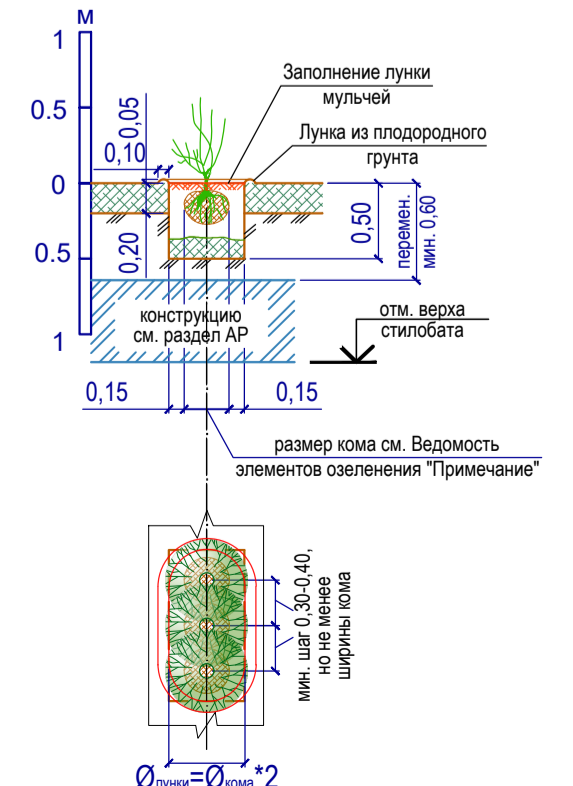 М
1
0.5
0
0.5
1
0,05
0,10
0,20
Заполнение лунки
мульчей
Лунка из плодородного
грунта
0,50
перемен.
мин. 0,60
конструкцию
см. раздел АР
отм. верха
стилобата
0,15
0,15
размер кома см. Ведомость
элементов озеленения "Примечание"
мин. шаг 0,30-0,40,
но не менее
ширины кома
Øлунки=Øкома*2